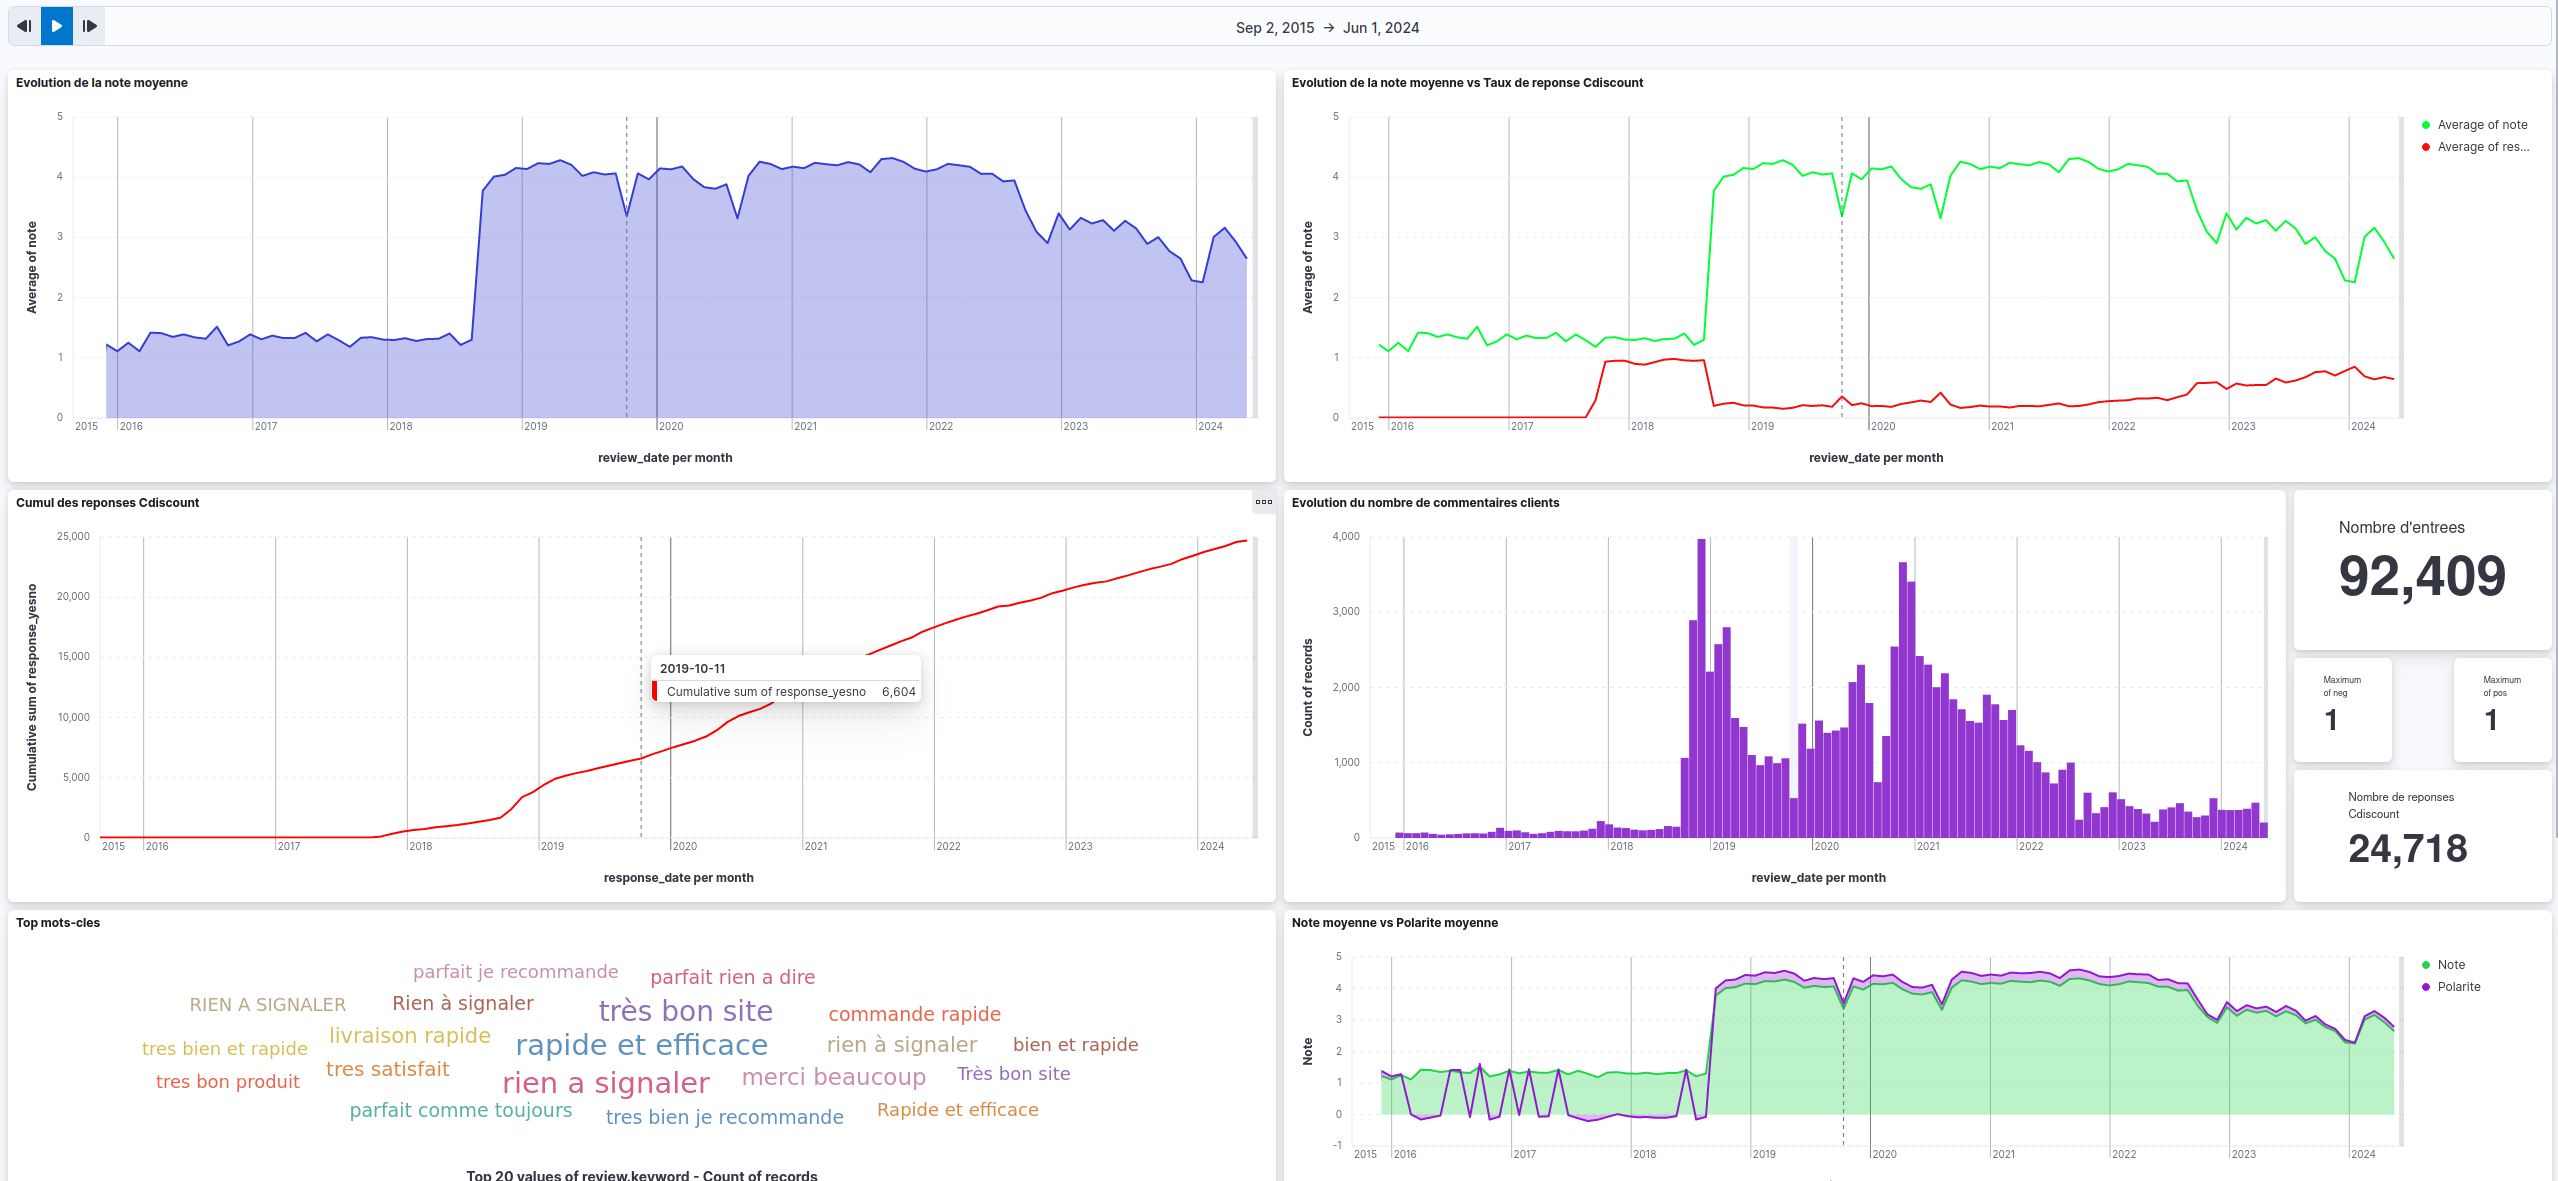 Sep 2, 2015 → Jun 1, 2024
Evolution de la note moyenne
Average of note
5
4
3
2
1
0
2015 2016 2017 2018 2019 2020 2021 2022 2023 2024
review_date per month
Evolution de la note moyenne vs Taux de reponse Cdiscount
Average of note
5
4
3
2
1
0
2015 2016 2017 2018 2019 2020 2021 2022 2023 2024
review_date per month
Average of note
Average of res...
Cumul des reponses Cdiscount
Cumulative sum of response_yesno
25,000
20,000
15,000
10,000
5,000
0
2015 2016 2017 2018 2019 2020 2021 2022 2023 2024
response_date per month
2019-10-11
Cumulative sum of response_yesno 6,604
Evolution du nombre de commentaires clients
Count of records
4,000
3,000
2,000
1,000
0
2015 2016 2017 2018 2019 2020 2021 2022 2023 2024
review_date per month
Nombre d'entrees
92,409
Maximum
of neg
1
Maximum
of pos
1
Nombre de reponses
Cdiscount
24,718
Top mots-cles
parfait je recommande
parfait rien a dire
RIEN A SIGNALER
Rien à signaler
très bon site
commande rapide
livraison rapide
tres bien et rapide
rapide et efficace
rien à signaler
bien et rapide
tres satisfait
tres bon produit
rien a signaler
merci beaucoup
Très bon site
parfait comme toujours
tres bien je recommande
Rapide et efficace
Top 20 values of review.keyword - Count of records
Note moyenne vs Polarite moyenne
Note
5
4
3
2
1
0
-1
2015 2016 2017 2018 2019 2020 2021 2022 2023 2024
Note
Polarite